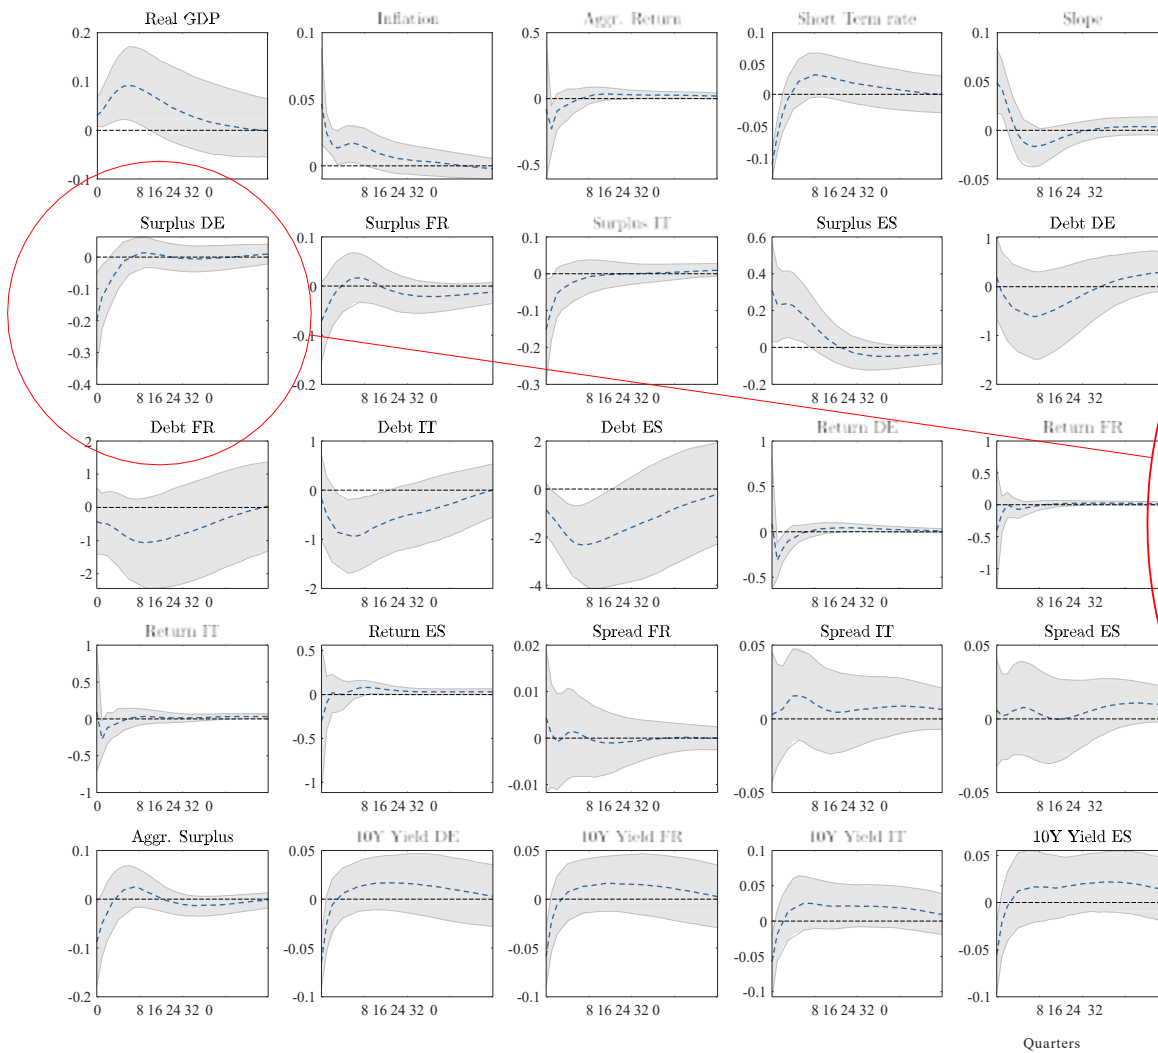 Real GDP Inflation Aggr. Return Short Term rate Slope
0.2 0.1 0.5 0.1 0.1
0.1 0.05 0 0.05 0.05
0 0 -0.5 0 0
-0.1 -0.05 -0.05
-0.1
0 8 16 24 32 0 8 16 24 32 0 8 16 24 32 0 8 16 24 32 0 8 16 24 32
Surplus DE Surplus FR Surplus IT Surplus ES Debt DE
0 0.1 0.1 0.6 1
-0.1 0 0 0.4 0
-0.2 -0.1 -0.1 0.2 -1
-0.3 -0.2 0
-0.4 -0.2 -0.3 -0.2 -2
8 16 24 32 0 8 16 24 32 0 8 16 24 32 0 8 16 24 32 0 8 16 24 32
Debt FR Debt IT Debt ES Return DE Return FR
2 1 2 1 1
1 0 0 0.5 0.5
0 -1 -2 0 0
-1 -0.5 -0.5
-2 -2 -4 -1
0 8 16 24 32 0 8 16 24 32 0 8 16 24 32 0 8 16 24 32 0 8 16 24 32
Return IT Return ES Spread FR Spread IT Spread ES
1 0.5 0.02 0.05 0.05
0.5 0 0.01 0 0
0 -0.5 0
-0.5 -1 -0.01
-1 -0.05 -0.05
0 8 16 24 32 0 8 16 24 32 0 8 16 24 32 0 8 16 24 32 0 8 16 24 32
Aggr. Surplus 10Y Yield DE 10Y Yield FR 10Y Yield IT 10Y Yield ES
0.1 0.05 0.05 0.1 0.05
0 0 0 0.05 0
-0.1 -0.05 -0.05 0 -0.05
-0.05
-0.2 -0.1 -0.1 -0.1 -0.1
8 16 24 32 0 8 16 24 32 0 8 16 24 32 0 8 16 24 32 0 8 16 24 32
Quarters